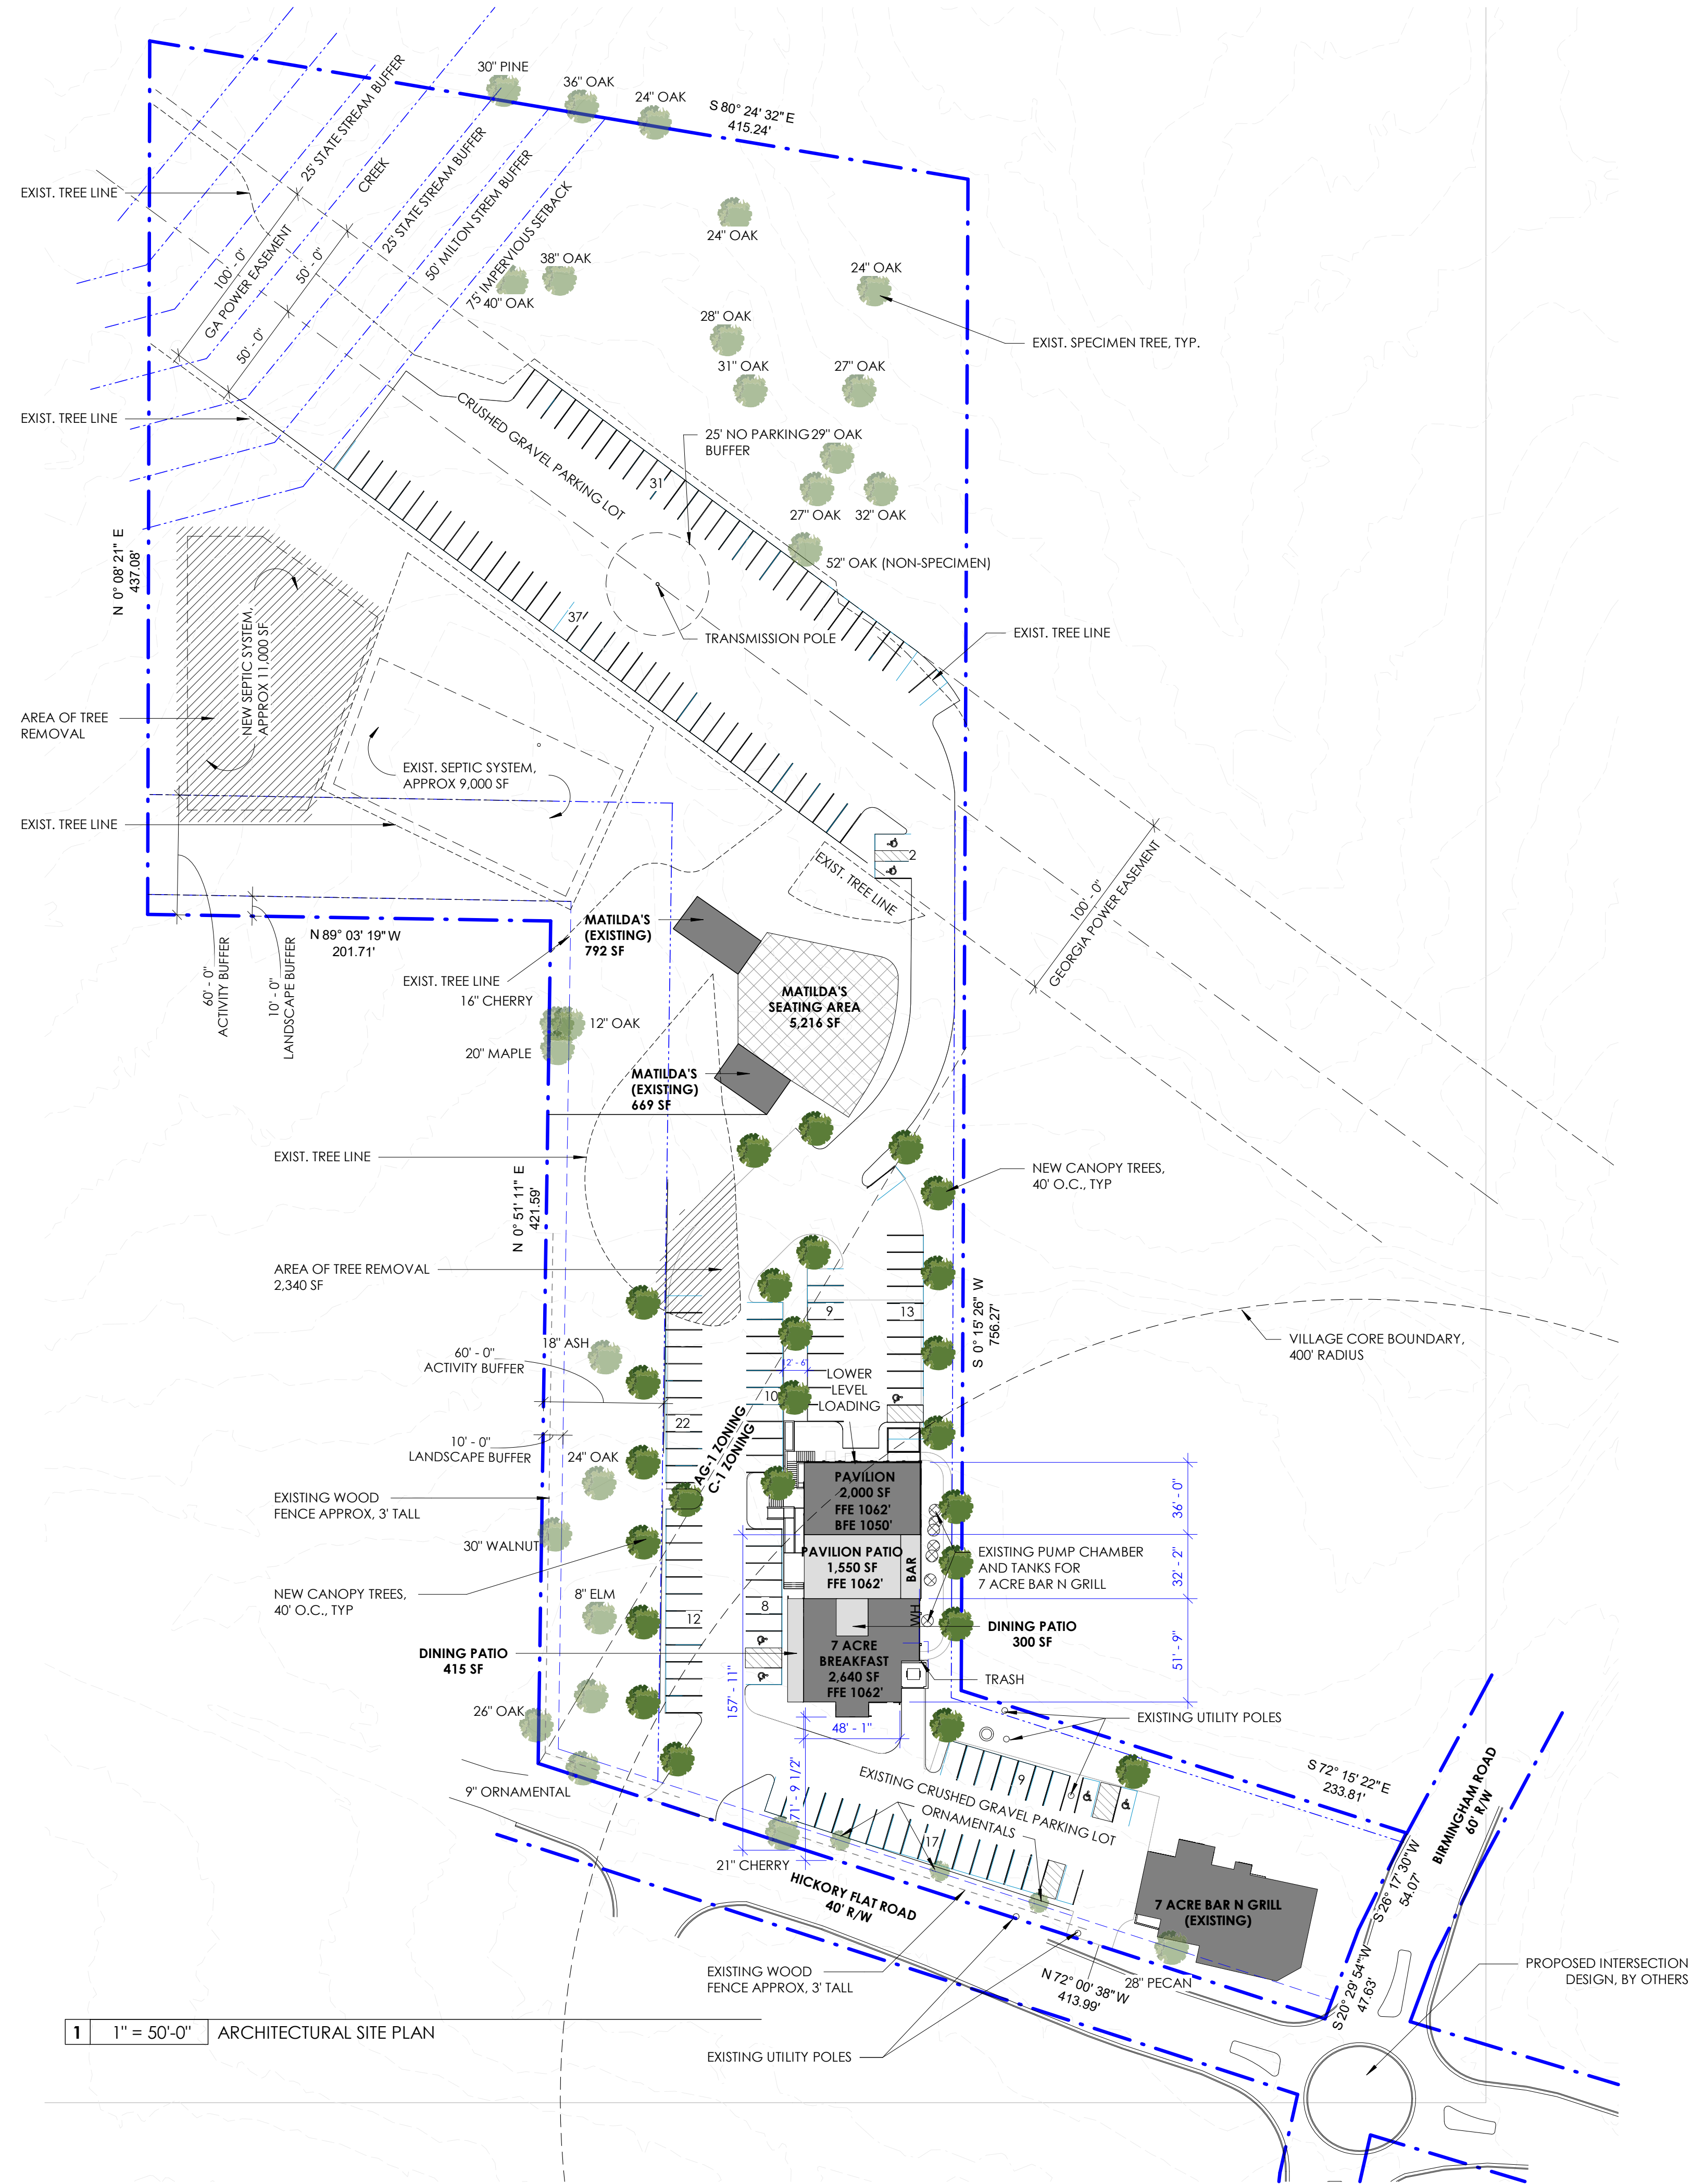 30" PINE
36" OAK
24" OAK
S 80° 24' 32" E
415.24'
25' STATE STREAM BUFFER
CREEK
25' STATE STREAM BUFFER
50' MILTON STREM BUFFER
75' IMPERVIOUS SETBACK
EXIST. TREE LINE
100' - 0"
GA POWER EASEMENT
50' - 0"
50' - 0"
24" OAK
38" OAK
40" OAK
24" OAK
28" OAK
EXIST. SPECIMEN TREE, TYP.
31" OAK
27" OAK
EXIST. TREE LINE
CRUSHED GRAVEL PARKING LOT
25' NO PARKING
BUFFER
29" OAK
31
27" OAK
32" OAK
52" OAK (NON-SPECIMEN)
N 0° 08' 21" E
437.08'
NEW SEPTIC SYSTEM,
APPROX 11,000 SF
37
TRANSMISSION POLE
EXIST. TREE LINE
AREA OF TREE
REMOVAL
EXIST. SEPTIC SYSTEM,
APPROX 9,000 SF
EXIST. TREE LINE
2
EXIST. TREE LINE
100' - 0"
GEORGIA POWER EASEMENT
N 89° 03' 19" W
201.71'
60' - 0"
ACTIVITY BUFFER
10' - 0"
LANDSCAPE BUFFER
MATILDA'S
(EXISTING)
792 SF
EXIST. TREE LINE
MATILDA'S
SEATING AREA
5,216 SF
16" CHERRY
12" OAK
20" MAPLE
MATILDA'S
(EXISTING)
669 SF
EXIST. TREE LINE
NEW CANOPY TREES,
40' O.C., TYP
N 0° 51' 11" E
421.59'
AREA OF TREE REMOVAL
2,340 SF
S 0° 15' 26" W
756.27'
9
13
VILLAGE CORE BOUNDARY,
400' RADIUS
18" ASH
60' - 0"
ACTIVITY BUFFER
12' - 6"
LOWER
LEVEL
LOADING
10
22
AG-1 ZONING
C-1 ZONING
10' - 0"
LANDSCAPE BUFFER
24" OAK
EXISTING WOOD
FENCE APPROX, 3' TALL
PAVILION
2,000 SF
FFE 1062'
BFE 1050'
36' - 0"
30" WALNUT
PAVILION PATIO
1,550 SF
FFE 1062'
BAR
EXISTING PUMP CHAMBER
AND TANKS FOR
7 ACRE BAR N GRILL
32' - 2"
NEW CANOPY TREES,
40' O.C., TYP
8" ELM
12
8
WH
DINING PATIO
300 SF
DINING PATIO
415 SF
7 ACRE
BREAKFAST
2,640 SF
FFE 1062'
51' - 9"
TRASH
157' - 11"
26" OAK
48' - 1"
EXISTING UTILITY POLES
71' - 9 1/2"
9" ORNAMENTAL
EXISTING CRUSHED GRAVEL PARKING LOT
9
ORNAMENTALS
17
S 72° 15' 22" E
233.81'
BIRMINGHAM ROAD
60' R/W
21" CHERRY
HICKORY FLAT ROAD
40' R/W
7 ACRE BAR N GRILL
(EXISTING)
S 26° 17' 30" W
54.07'
EXISTING WOOD
FENCE APPROX, 3' TALL
28" PECAN
N 72° 00' 38" W
413.99'
S 20° 29' 54" W
47.63'
PROPOSED INTERSECTION
DESIGN, BY OTHERS
1
1" = 50'-0"
ARCHITECTURAL SITE PLAN
EXISTING UTILITY POLES